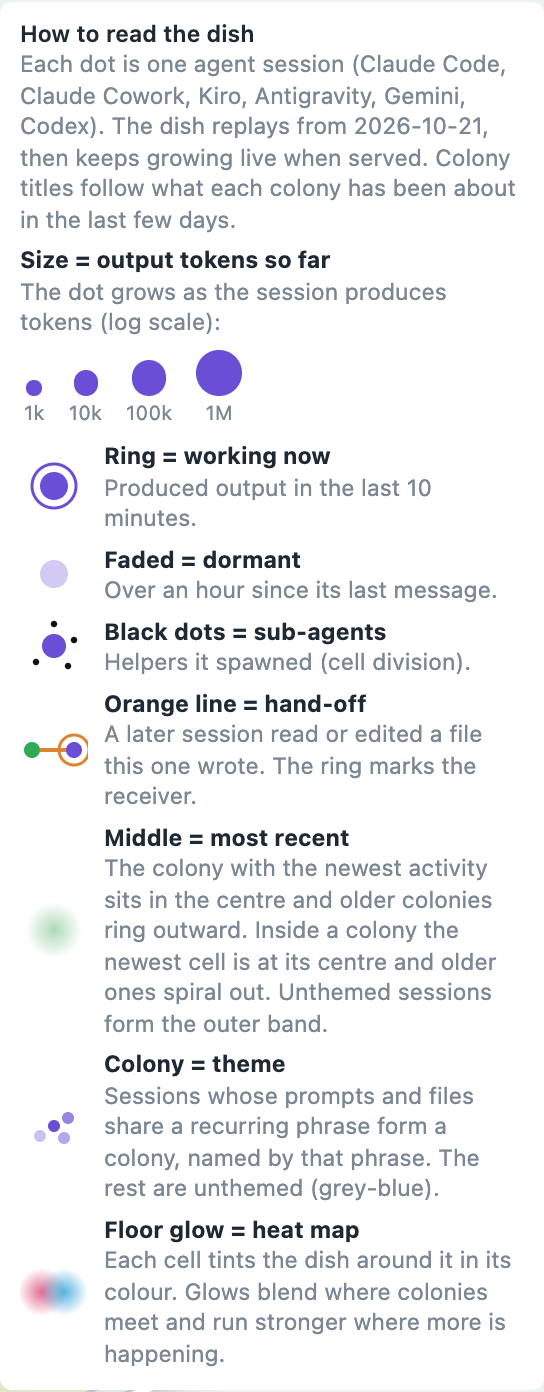 How to read the dish
Each dot is one agent session (Claude Code,
Claude Cowork, Kiro, Antigravity, Gemini,
Codex). The dish replays from 2026-10-21,
then keeps growing live when served. Colony
titles follow what each colony has been about
in the last few days.
Size = output tokens so far
The dot grows as the session produces
tokens (log scale):
1k 10k 100k 1M
Ring = working now
Produced output in the last 10
minutes.
Faded = dormant
Over an hour since its last message.
Black dots = sub-agents
Helpers it spawned (cell division).
Orange line = hand-off
A later session read or edited a file
this one wrote. The ring marks the
receiver.
Middle = most recent
The colony with the newest activity
sits in the centre and older colonies
ring outward. Inside a colony the
newest cell is at its centre and older
ones spiral out. Unthemed sessions
form the outer band.
Colony = theme
Sessions whose prompts and files
share a recurring phrase form a
colony, named by that phrase. The
rest are unthemed (grey-blue).
Floor glow = heat map
Each cell tints the dish around it in its
colour. Glows blend where colonies
meet and run stronger where more is
happening.